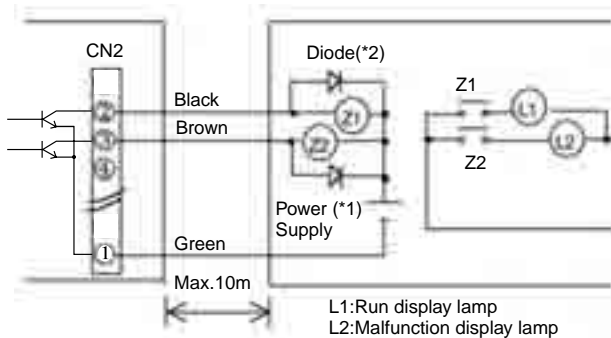 CN2
Diode(*2)
Black
②
Z1
Z1
L1
Brown
③
Z2
Z2
L2
④
Power (*1)
Supply
Green
①
Max.10m
L1:Run display lamp
L2:Malfunction display lamp